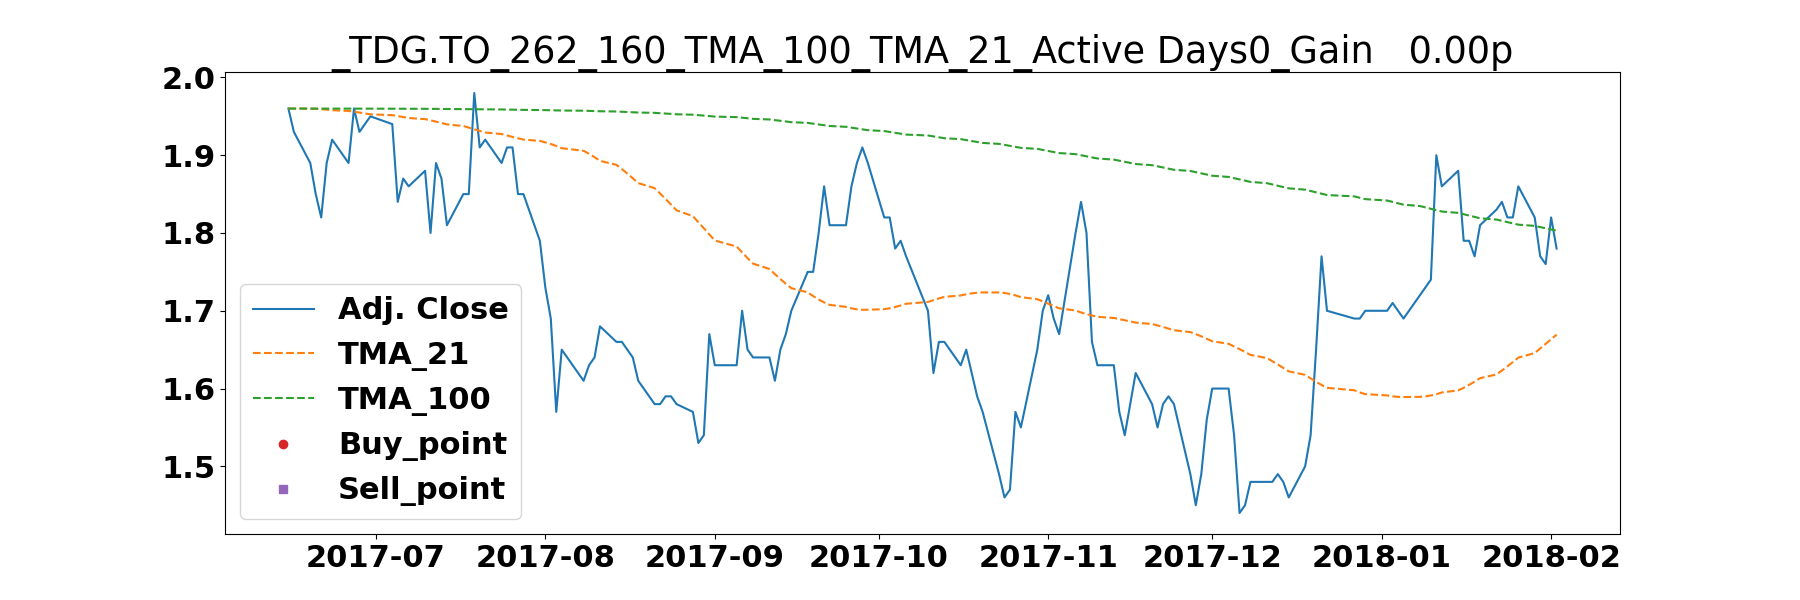 _TDG.TO_262_160_TMA_100_TMA_21_Active Days0_Gain   0.00p
2.0
1.9
1.8
1.7
1.6
1.5
Adj. Close
TMA_21
TMA_100
Buy_point
Sell_point
2017-07 2017-08 2017-09 2017-10 2017-11 2017-12 2018-01 2018-02